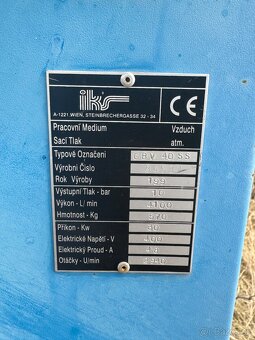 iks
A-1221 WIEN, STEINBRECHERGASSE 32 - 34
CE
Pracovní Medium Vzduch
Sací Tlak atm.
Typové Označení CRV 40 SS
Výrobní Číslo
Rok Výroby
Výstupní Tlak - bar 10
Výkon - L/ min 4100
Hmotnost - Kg 570
Příkon - Kw 30
Elektrické Napětí - V 400
Elektrický Proud - A
Otáčky - U/min